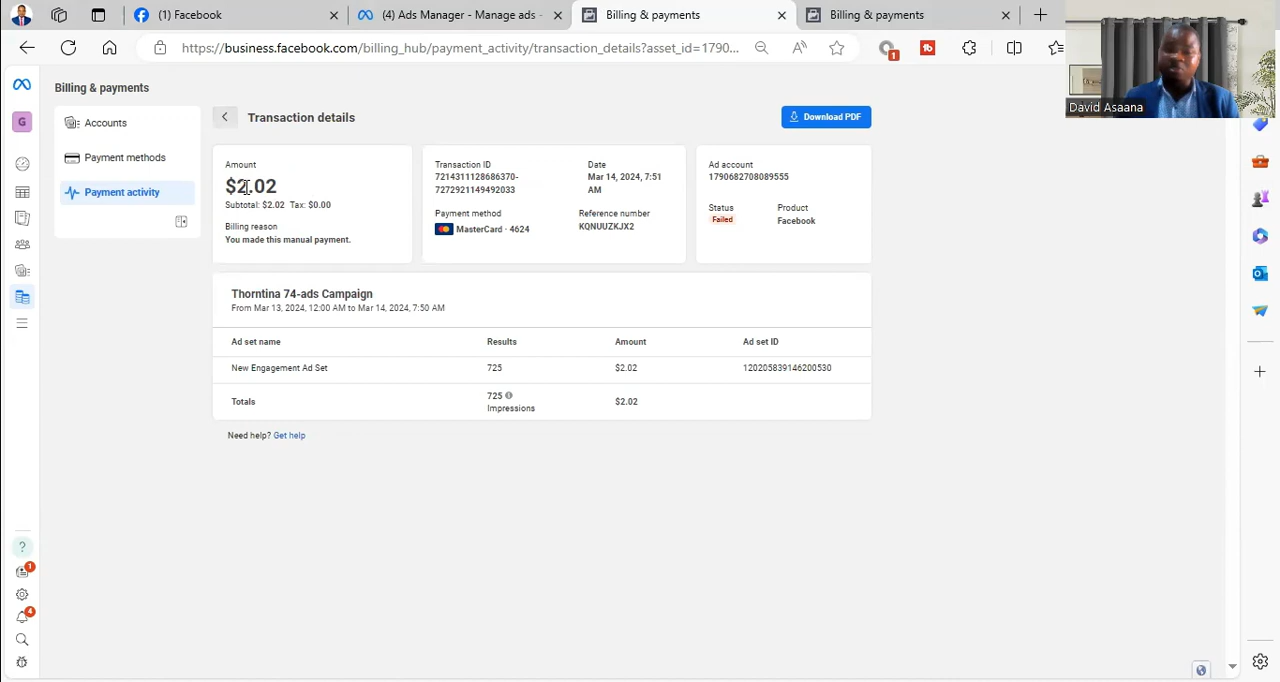 (1) Facebook
(4) Ads Manager - Manage ads -
Billing & payments
Billing & payments
https://business.facebook.com/billing_hub/payment_activity/transaction_details?asset_id=1790...
1
David Asaana
Billing & payments
G
Accounts
Payment methods
Payment activity
Transaction details
Download PDF
Amount
$2.02
Subtotal: $2.02 Tax: $0.00
Billing reason
You made this manual payment.
Transaction ID
7214311128686370-
7272921149492033
Date
Mar 14, 2024, 7:51
AM
Payment method
MasterCard · 4624
Reference number
KQNUUZKJX2
Ad account
1790682708089555
Status
Failed
Product
Facebook
Thorntina 74-ads Campaign
From Mar 13, 2024, 12:00 AM to Mar 14, 2024, 7:50 AM
Ad set name Results Amount Ad set ID
New Engagement Ad Set 725 $2.02 120205839146200530
Totals 725 $2.02
Impressions
Need help? Get help
?
1
4